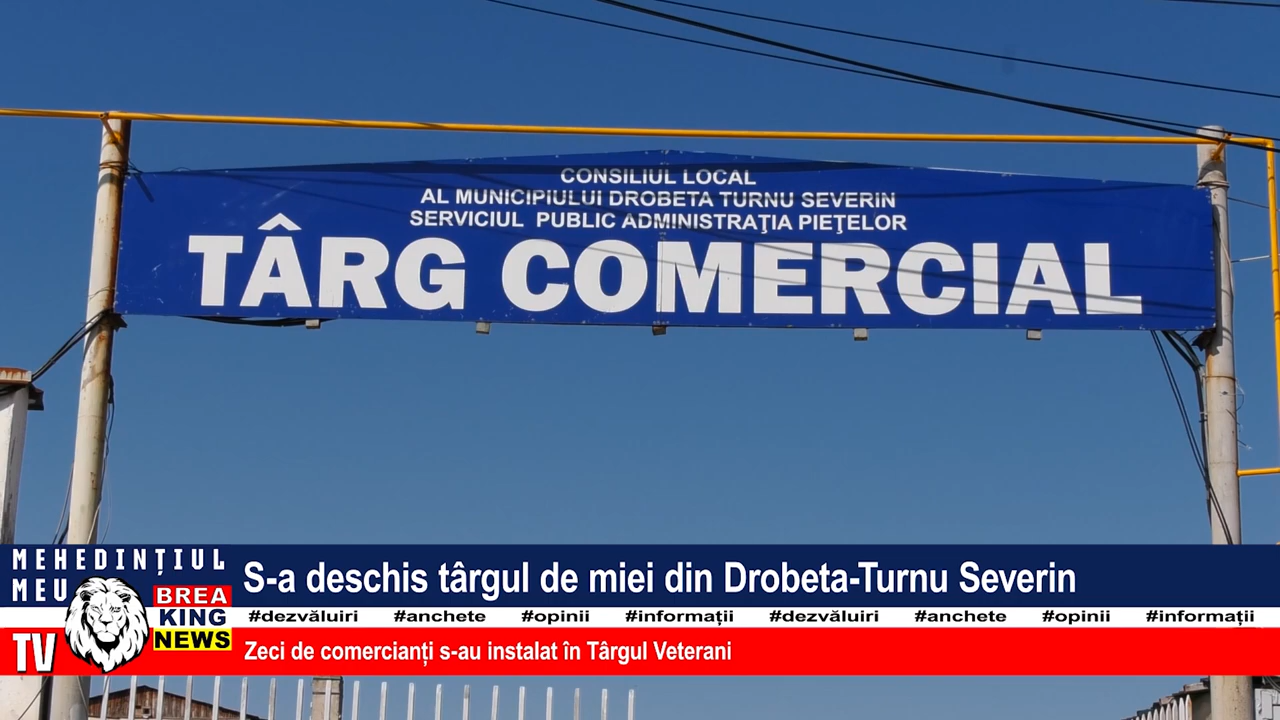 CONSILIUL LOCAL
AL MUNICIPIULUI DROBETA TURNU SEVERIN
SERVICIUL PUBLIC ADMINISTRAŢIA PIEŢELOR
TÂRG COMERCIAL
MEHEDINȚIUL
MEU
TV
BREA
KING
NEWS
S-a deschis târgul de miei din Drobeta-Turnu Severin
#dezvăluiri #anchete #opinii #informații #dezvăluiri #anchete #opinii #informații
Zeci de comercianți s-au instalat în Târgul Veterani